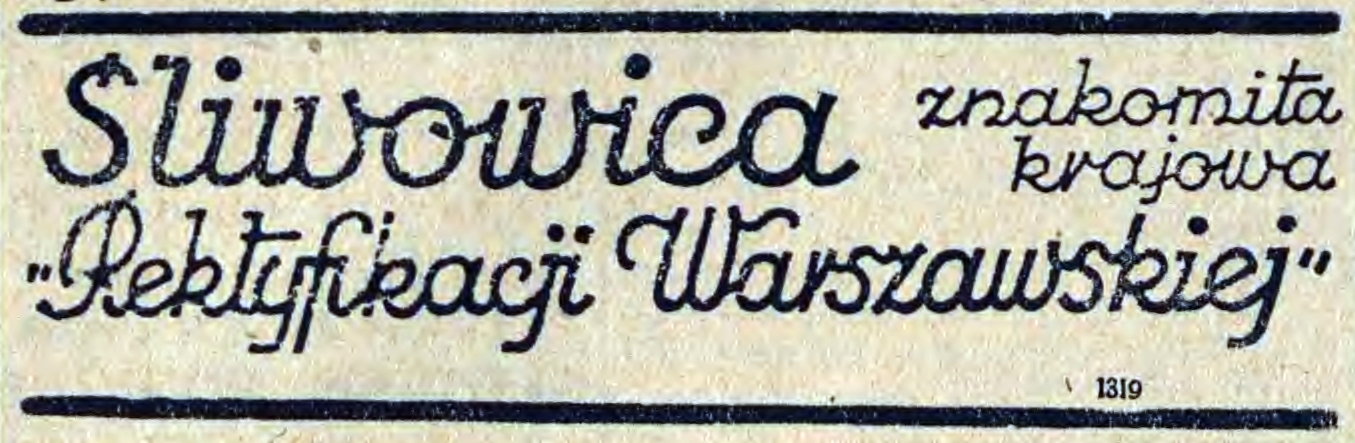 Śliwowica znakomita
krajowa
„Rektyfikacji Warszawskiej"
1319